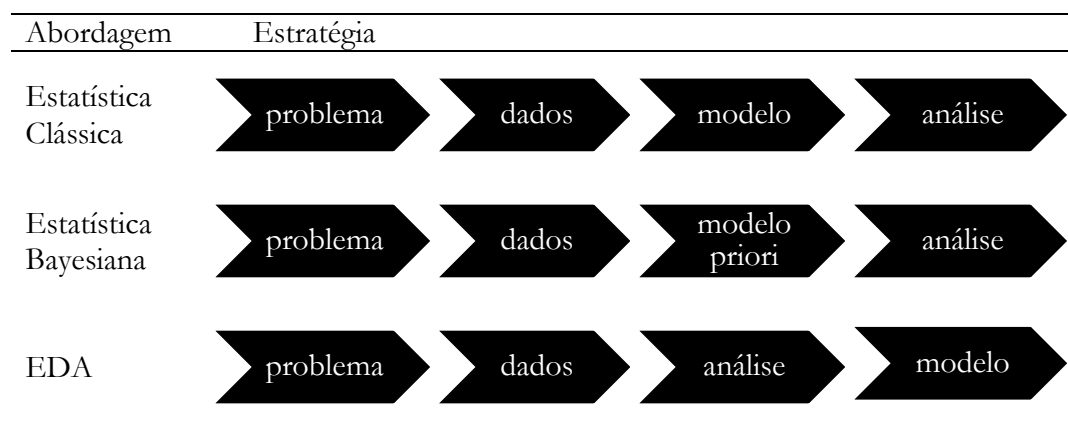 Abordagem Estratégia
Estatística
Clássica
problema dados modelo análise
Estatística
Bayesiana
problema dados modelo
priori
análise
EDA
problema dados análise modelo